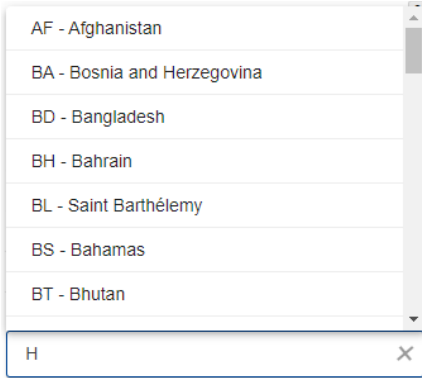 AF - Afghanistan
BA - Bosnia and Herzegovina
BD - Bangladesh
BH - Bahrain
BL - Saint Barthélemy
BS - Bahamas
BT - Bhutan
H